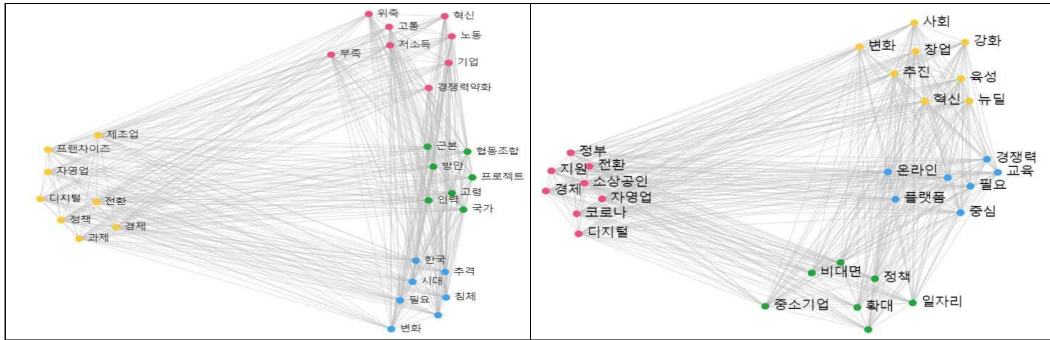 위축
혁신
고통
노동
저소득
부족
기업
경쟁력약화
제조업
프랜차이즈
근본
협동조합
방안
자영업
프로젝트
고령
디지털
전환
인력
국가
정책
경제
과제
한국
추격
시대
필요
침체
변화
사회
변화
창업
강화
추진
육성
혁신
뉴딜
정부
경쟁력
지원
전환
온라인
교육
경제
소상공인
필요
자영업
플랫폼
코로나
중심
디지털
비대면
정책
중소기업
확대
일자리